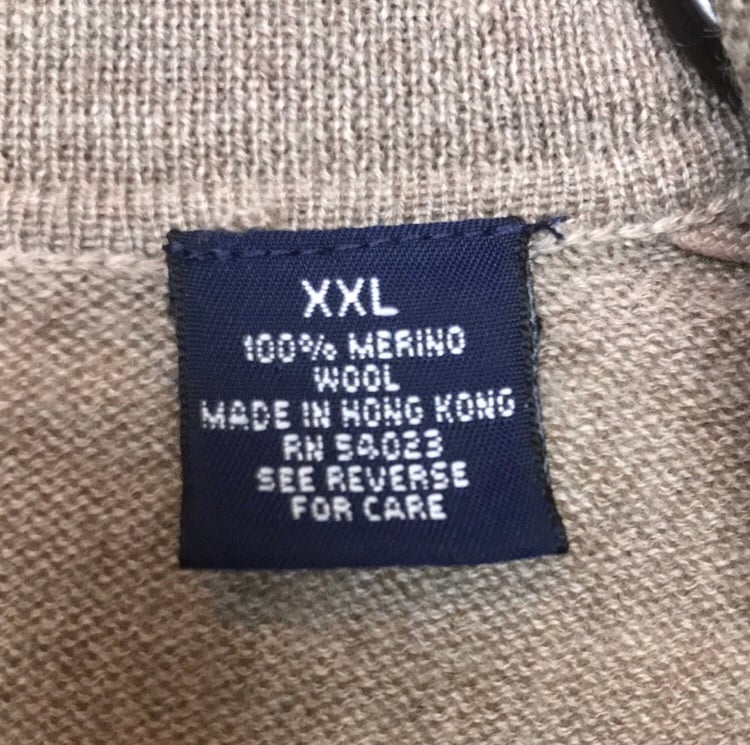 XXL
100% MERINO
WOOL
MADE IN HONG KONG
RN 54023
SEE REVERSE
FOR CARE